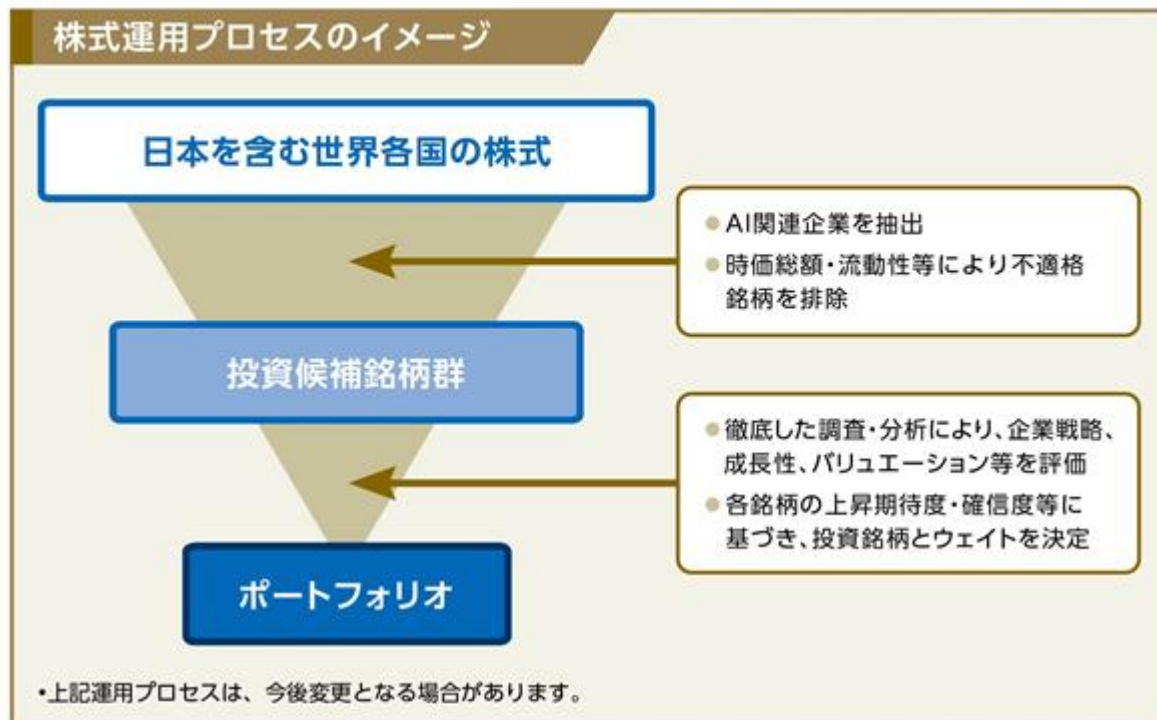 株式運用プロセスのイメージ
日本を含む世界各国の株式
●AI関連企業を抽出
●時価総額・流動性等により不適格
銘柄を排除
投資候補銘柄群
●徹底した調査・分析により、企業戦略、
成長性、バリュエーション等を評価
●各銘柄の上昇期待度・確信度等に
基づき、投資銘柄とウェイトを決定
ポートフォリオ
•上記運用プロセスは、今後変更となる場合があります。